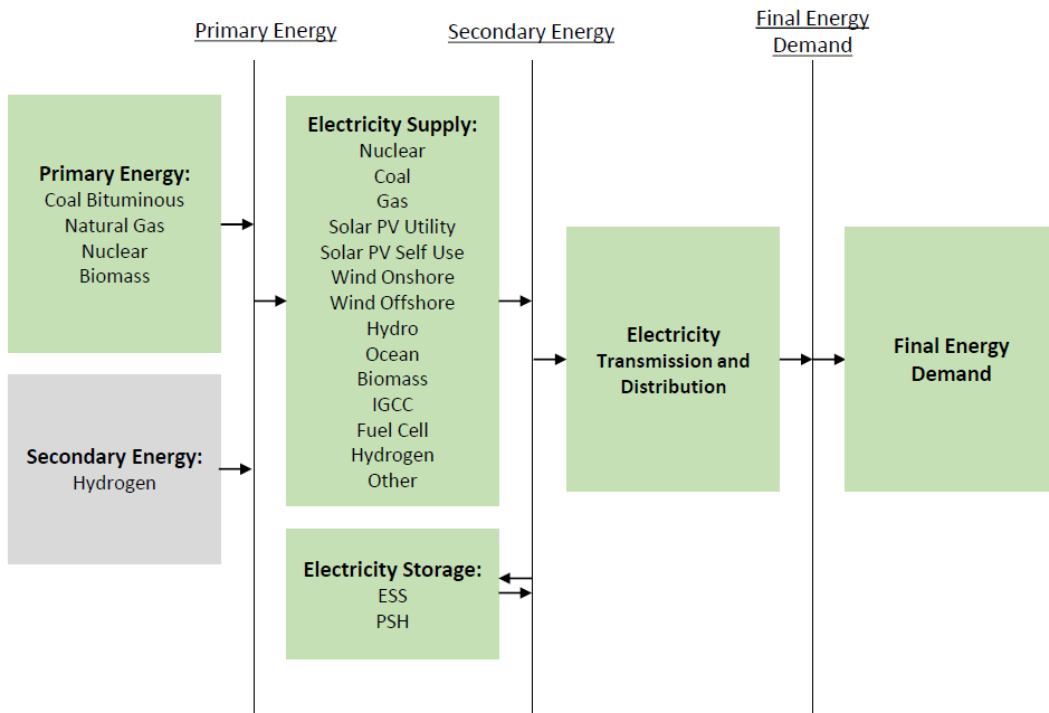 Primary Energy
Secondary Energy
Final Energy
Demand
Primary Energy:
Coal Bituminous
Natural Gas
Nuclear
Biomass
Secondary Energy:
Hydrogen
Electricity Supply:
Nuclear
Coal
Gas
Solar PV Utility
Solar PV Self Use
Wind Onshore
Wind Offshore
Hydro
Ocean
Biomass
IGCC
Fuel Cell
Hydrogen
Other
Electricity Storage:
ESS
PSH
Electricity
Transmission and
Distribution
Final Energy
Demand